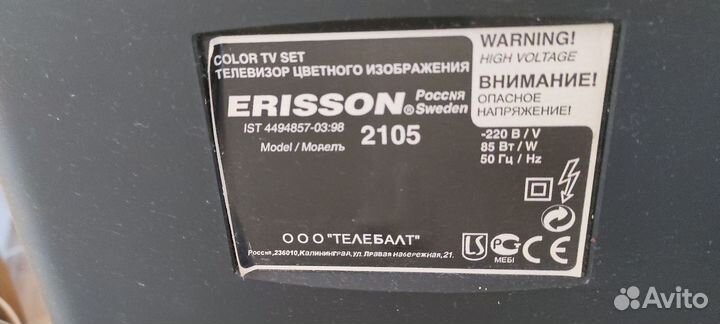 COLOR TV SET
ТЕЛЕВИЗОР ЦВЕТНОГО ИЗОБРАЖЕНИЯ
ERISSON® Россия Sweden
IST 4494857-03:98
Model / Модель 2105
WARNING!
HIGH VOLTAGE
ВНИМАНИЕ!
ОПАСНОЕ
НАПРЯЖЕНИЕ!
~220 В / V
85 Вт / W
50 Гц / Hz
ООО "ТЕЛЕБАЛТ"
Россия, 236010, Калининград, ул. Правая набережная, 21.
LS РС CE
МЕБ1
Avito